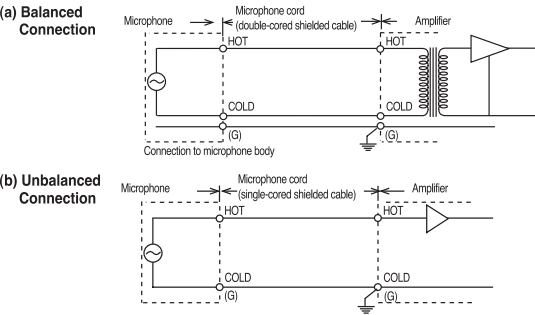 (a) Balanced
Connection
Microphone
Microphone cord
(double-cored shielded cable)
Amplifier
HOT
HOT
COLD
COLD
(G)
(G)
Connection to microphone body
(b) Unbalanced
Connection
Microphone
Microphone cord
(single-cored shielded cable)
Amplifier
HOT
HOT
COLD
COLD
(G)
(G)